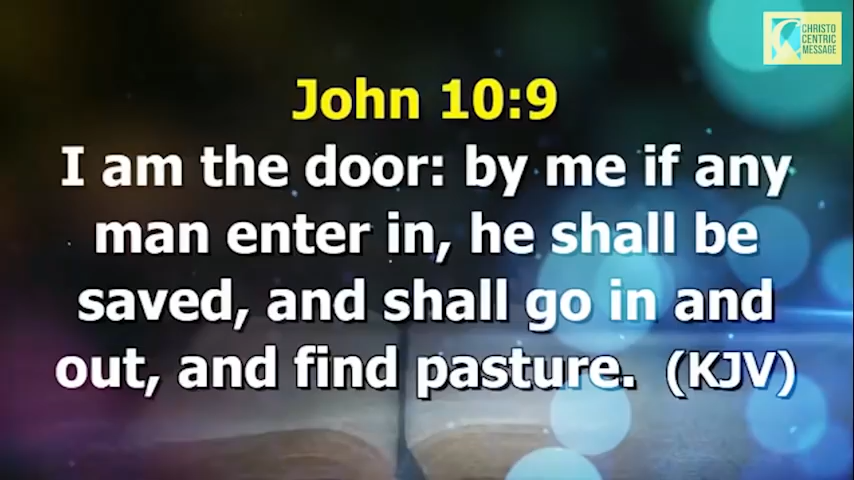 CHRISTO
CENTRIC
MESSAGE
John 10:9
I am the door: by me if any
man enter in, he shall be
saved, and shall go in and
out, and find pasture. (KJV)